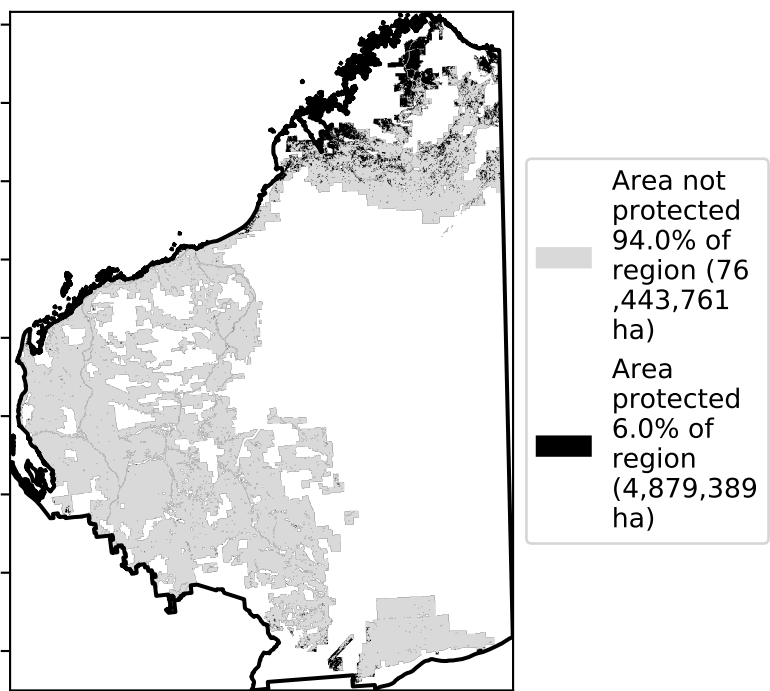 Area not
protected
94.0% of
region (76
,443,761
ha)
Area
protected
6.0% of
region
(4,879,389
ha)